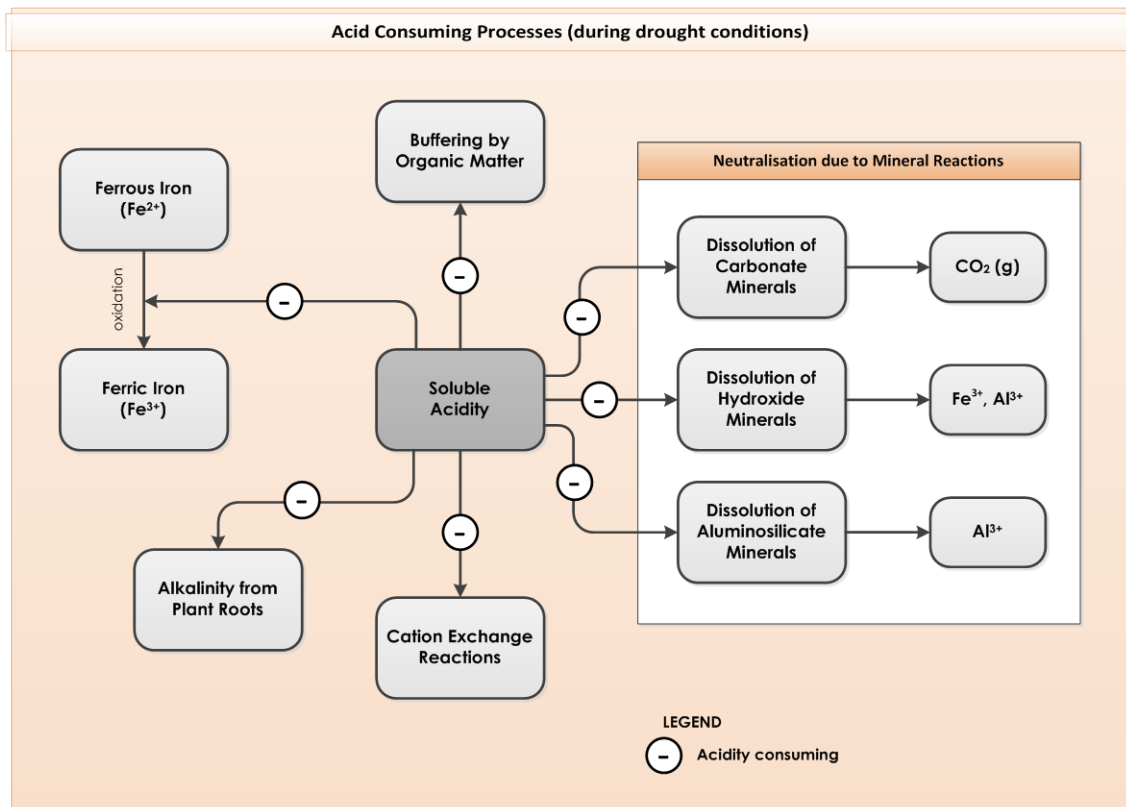 Acid Consuming Processes (during drought conditions)
Buffering by
Organic Matter
Ferrous Iron
(Fe²⁺)
oxidation
Ferric Iron
(Fe³⁺)
Soluble
Acidity
Alkalinity from
Plant Roots
Cation Exchange
Reactions
Neutralisation due to Mineral Reactions
Dissolution of
Carbonate
Minerals
CO₂ (g)
Dissolution of
Hydroxide
Minerals
Fe³⁺, Al³⁺
Dissolution of
Aluminosilicate
Minerals
Al³⁺
-
-
-
-
-
-
-
LEGEND
- Acidity consuming